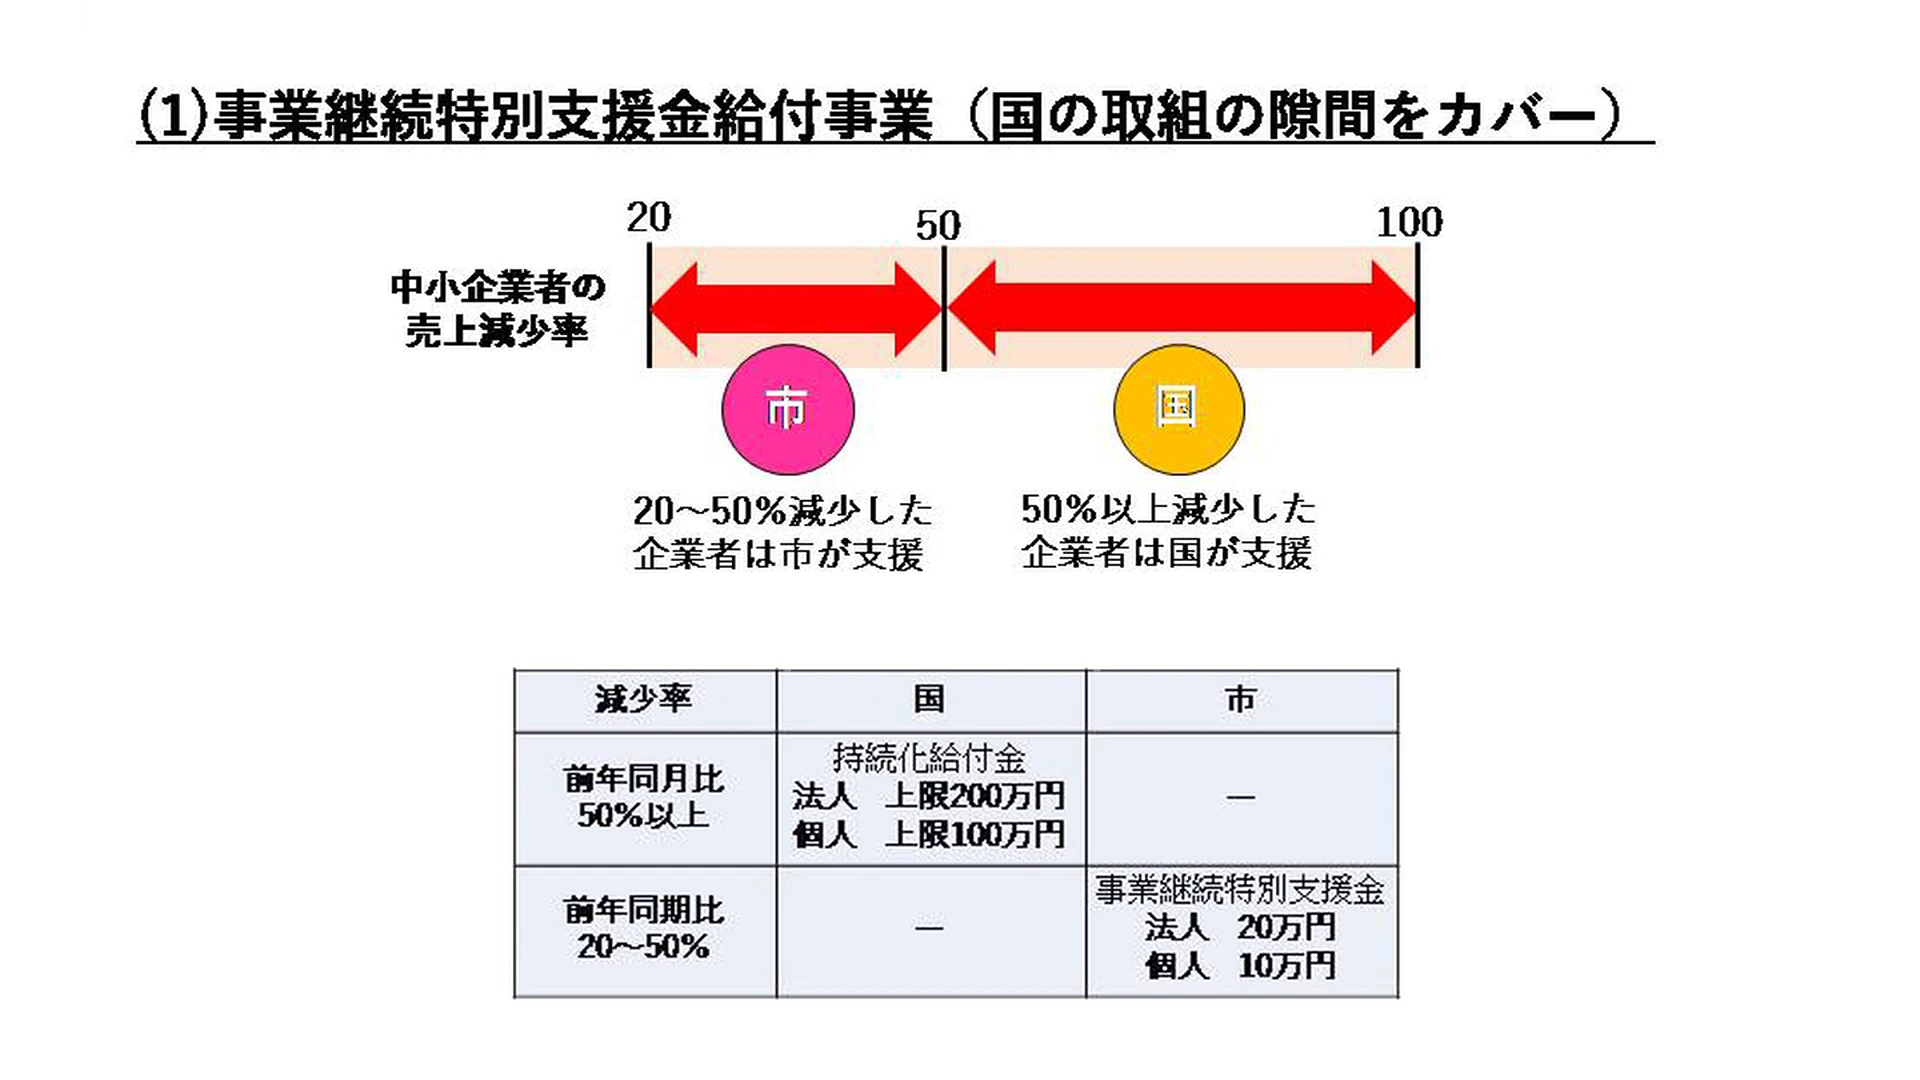 (1)事業継続特別支援金給付事業（国の取組の隙間をカバー）
20
50
100
中小企業者の
売上減少率
市
国
20～50%減少した
企業者は市が支援
50%以上減少した
企業者は国が支援
減少率
国
市
前年同月比
50%以上
持続化給付金
法人　上限200万円
個人　上限100万円
―
前年同期比
20～50%
―
事業継続特別支援金
法人　20万円
個人　10万円